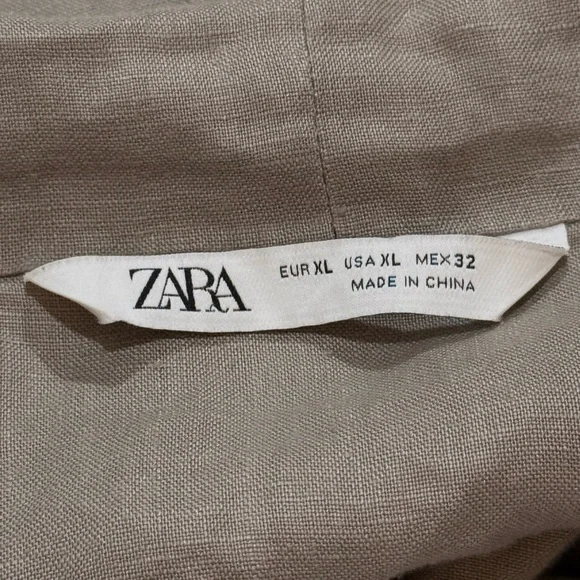 ZARA
EUR XL USA XL MEX 32
MADE IN CHINA